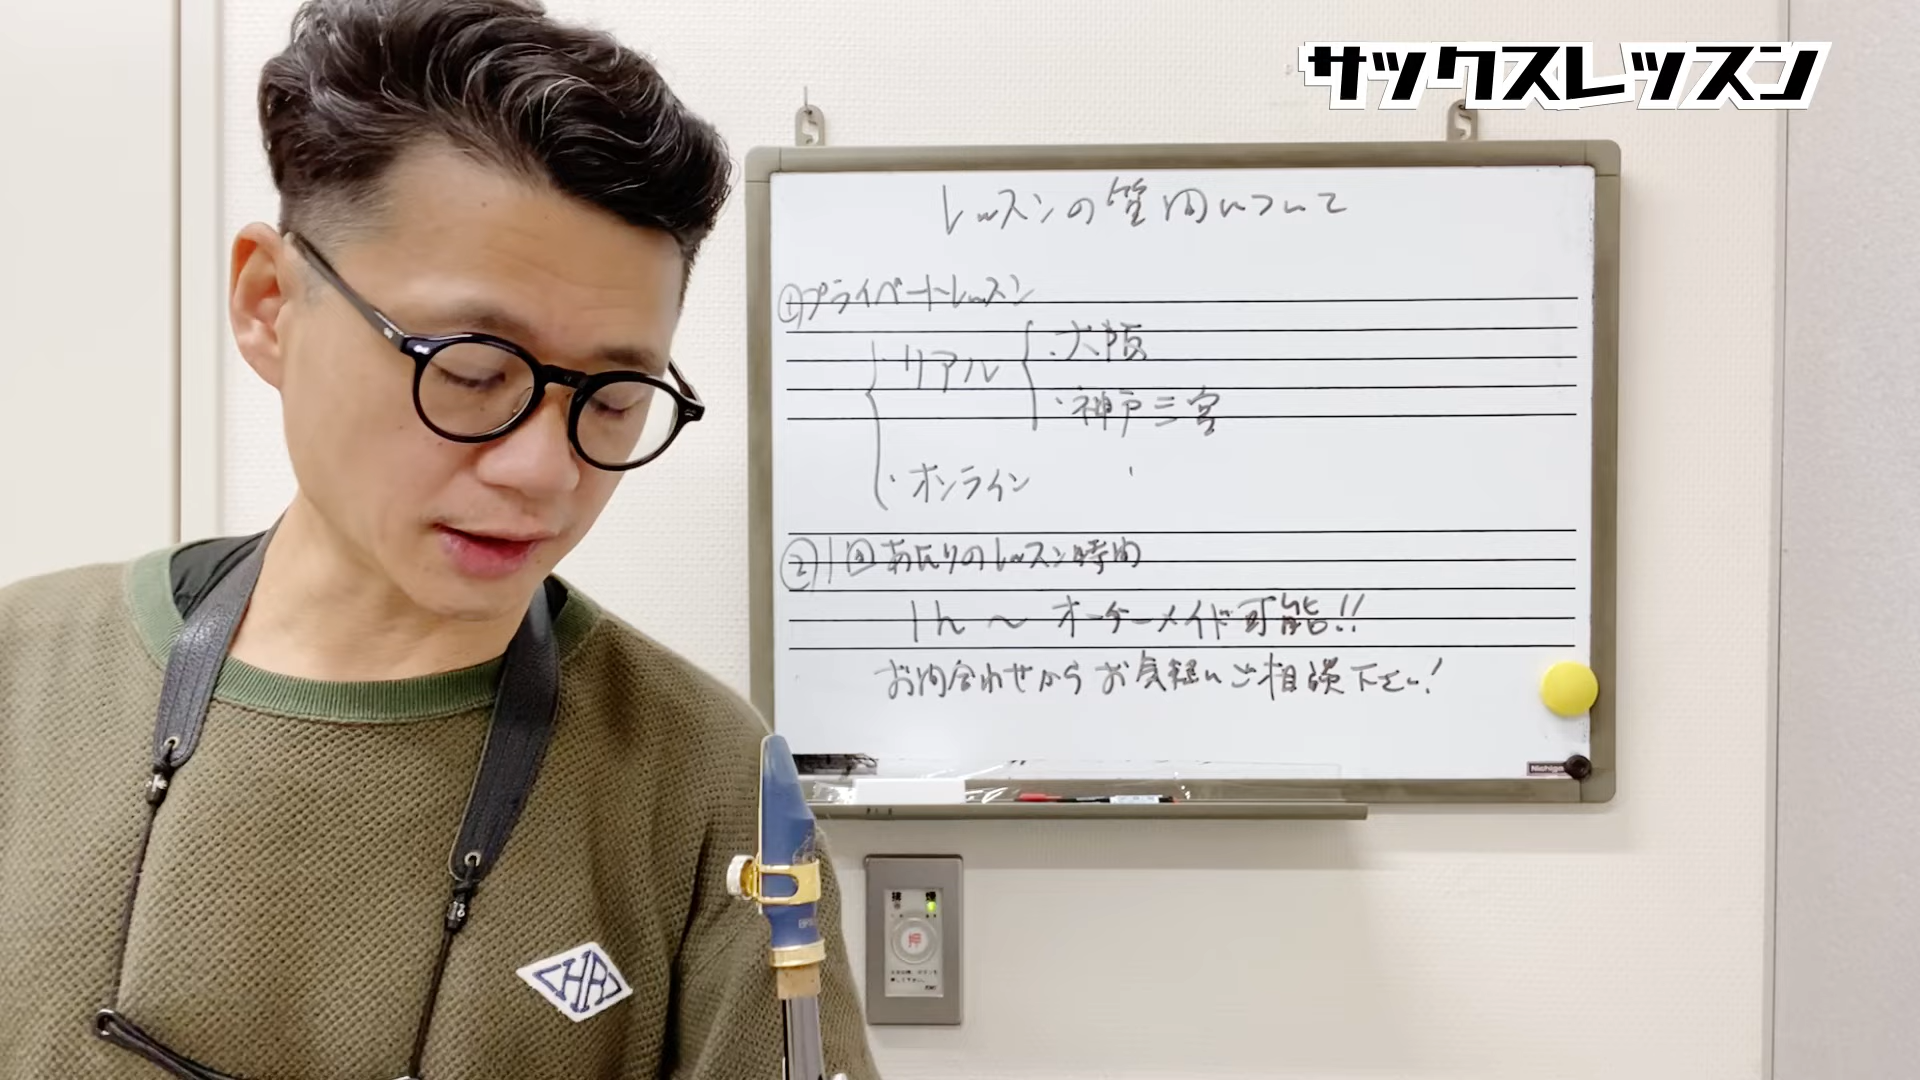 サックスレッスン
レッスンの質問について
①プライベートレッスン
リアル
・大阪
・神戸三宮
・オンライン
②1回あたりのレッスン時間
1h 〜 オーダーメイド可能!!
お問合わせからお気軽にご相談下さい!
Nichigo
押
HR